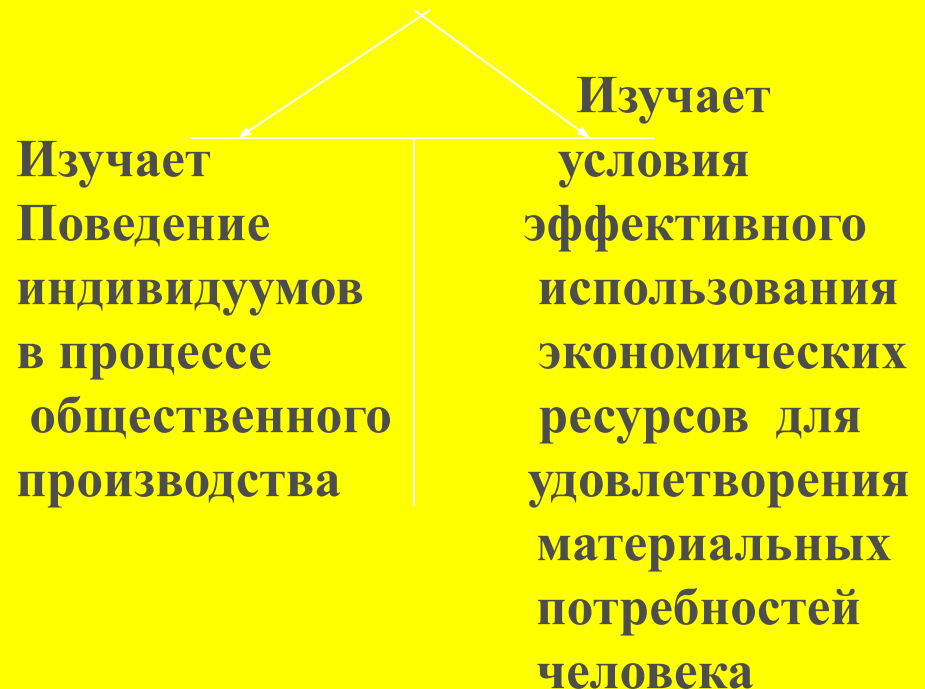 Изучает
Поведение
индивидуумов
в процессе
общественного
производства
Изучает
условия
эффективного
использования
экономических
ресурсов для
удовлетворения
материальных
потребностей
человека